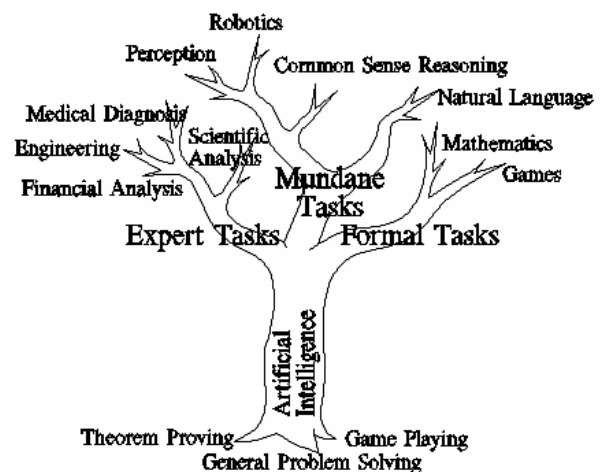 Robotics
Perception
Common Sense Reasoning
Natural Language
Medical Diagnosis
Scientific
Analysis
Mathematics
Engineering
Games
Financial Analysis
Mundane
Tasks
Expert Tasks
Formal Tasks
Artificial
Intelligence
Theorem Proving
Game Playing
General Problem Solving